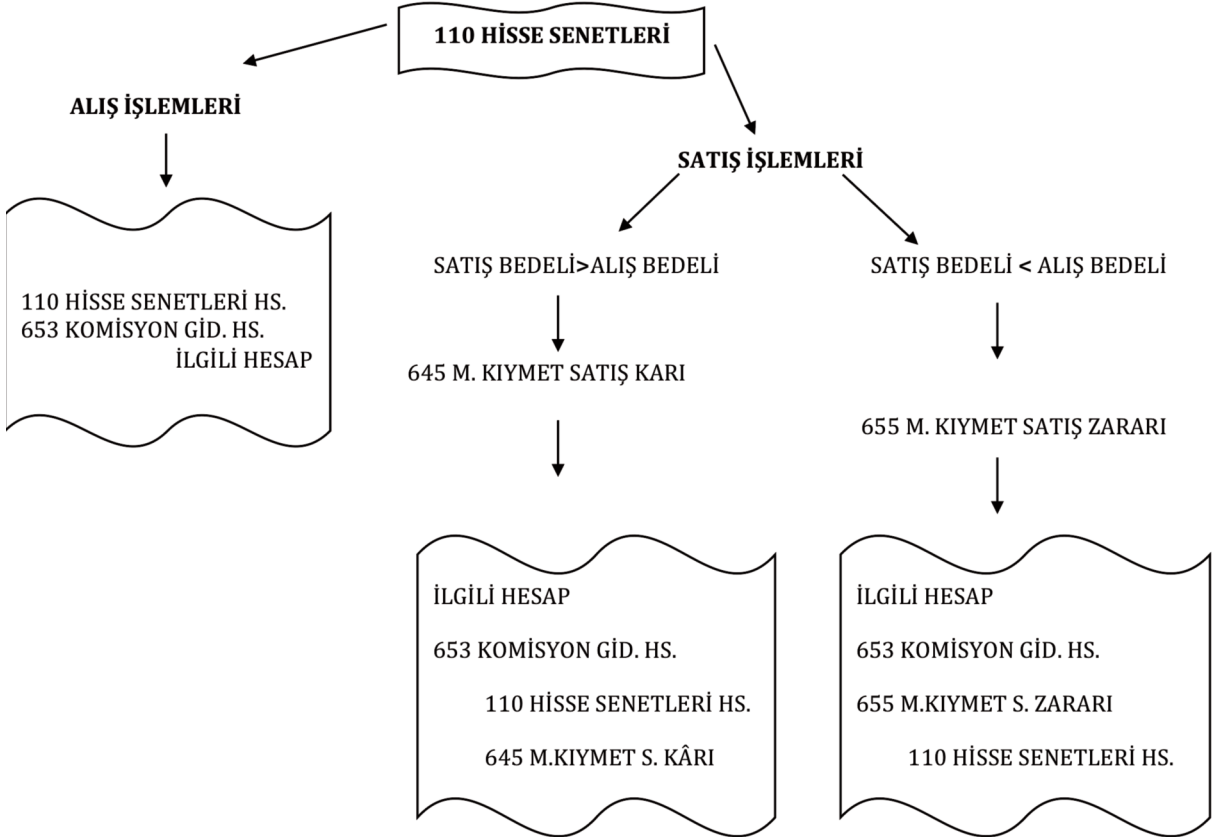 110 HİSSE SENETLERİ
ALIŞ İŞLEMLERİ
110 HİSSE SENETLERİ HS.
653 KOMİSYON GİD. HS.
İLGİLİ HESAP
SATIŞ İŞLEMLERİ
SATIŞ BEDELİ>ALIŞ BEDELİ
645 M. KIYMET SATIŞ KARI
İLGİLİ HESAP
653 KOMİSYON GİD. HS.
110 HİSSE SENETLERİ HS.
645 M.KIYMET S. KÂRI
SATIŞ BEDELİ < ALIŞ BEDELİ
655 M. KIYMET SATIŞ ZARARI
İLGİLİ HESAP
653 KOMİSYON GİD. HS.
655 M.KIYMET S. ZARARI
110 HİSSE SENETLERİ HS.